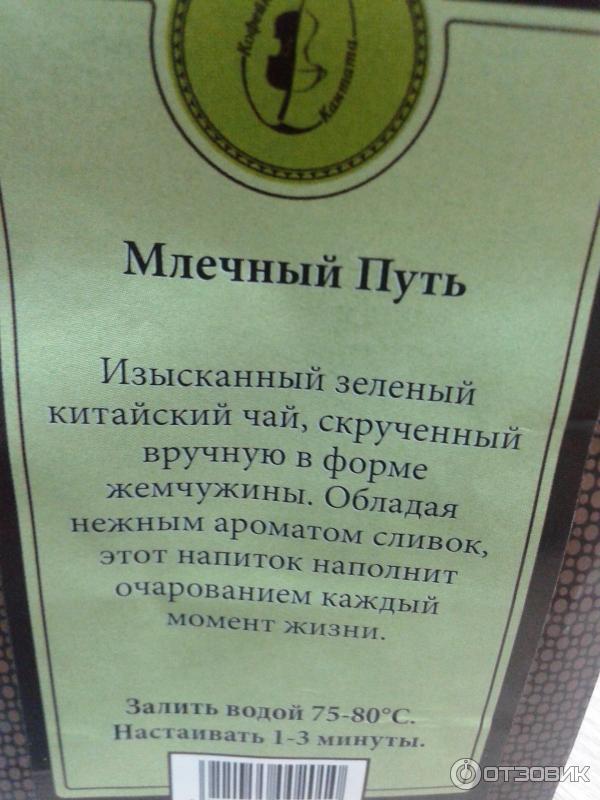 Кантата
Млечный Путь
Изысканный зеленый
китайский чай, скрученный
вручную в форме
жемчужины. Обладая
нежным ароматом сливок,
этот напиток наполнит
очарованием каждый
момент жизни.
Залить водой 75-80°С.
Настаивать 1-3 минуты.
ОТЗОВИК